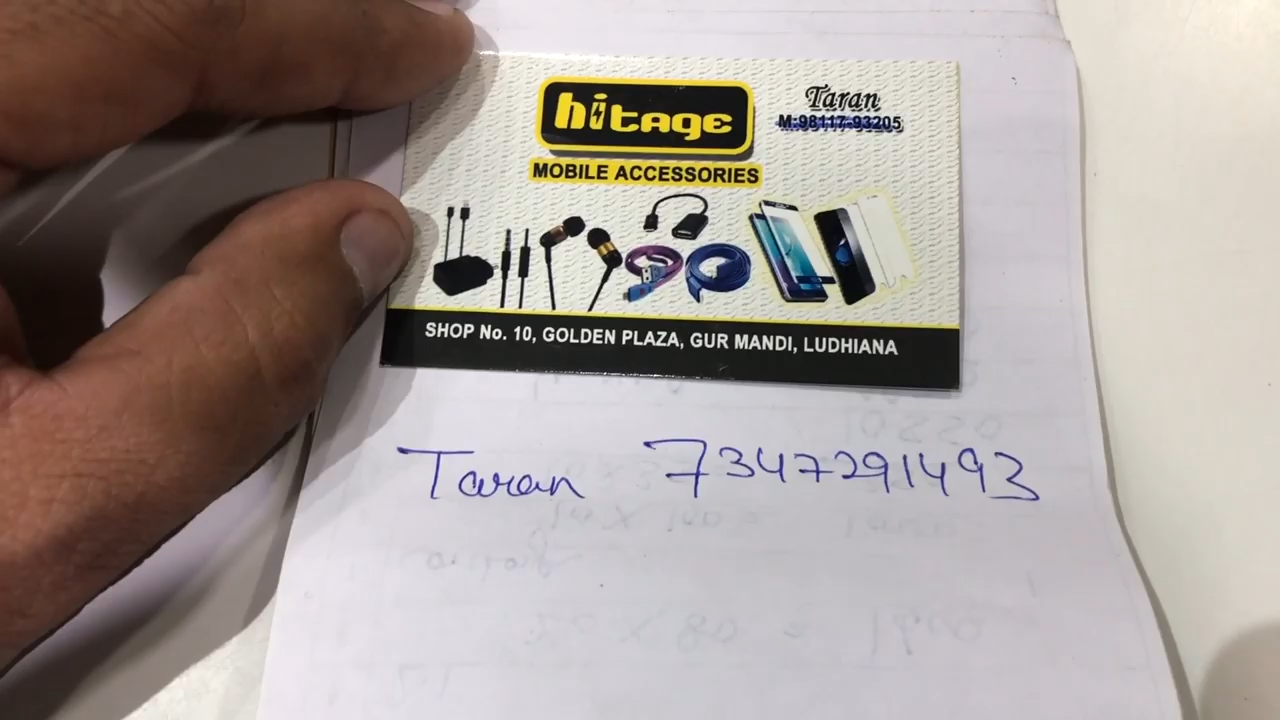 hitage
Taran
M:98117-93205
MOBILE ACCESSORIES
SHOP No. 10, GOLDEN PLAZA, GUR MANDI, LUDHIANA
Taran 7347291493